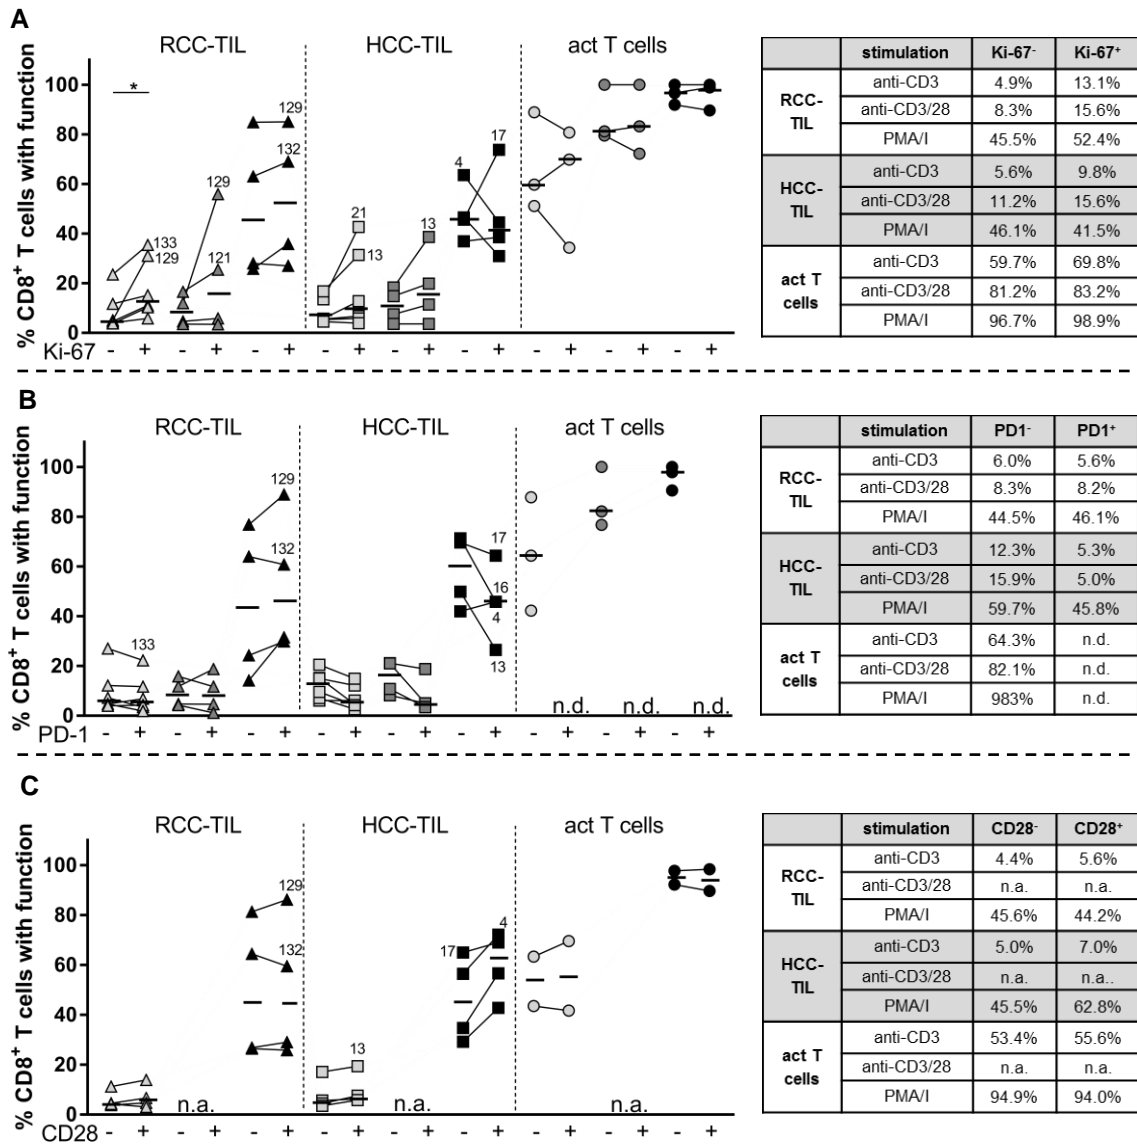 A
RCC-TIL HCC-TIL act T cells
% CD8+ T cells with function
100
80
60
40
20
0
133
129
129
121
129
132
21
13
13
4
17
Ki-67 - + - + - + - + - + - + - + - + - +
stimulation Ki-67- Ki-67+
RCC-TIL
anti-CD3 4.9% 13.1%
anti-CD3/28 8.3% 15.6%
PMA/I 45.5% 52.4%
HCC-TIL
anti-CD3 5.6% 9.8%
anti-CD3/28 11.2% 15.6%
PMA/I 46.1% 41.5%
act T cells
anti-CD3 59.7% 69.8%
anti-CD3/28 81.2% 83.2%
PMA/I 96.7% 98.9%
B
RCC-TIL HCC-TIL act T cells
% CD8+ T cells with function
100
80
60
40
20
0
133
129
132
17
16
4
13
n.d. n.d. n.d.
PD-1 - + - + - + - + - + - + - + - + - +
stimulation PD1- PD1+
RCC-TIL
anti-CD3 6.0% 5.6%
anti-CD3/28 8.3% 8.2%
PMA/I 44.5% 46.1%
HCC-TIL
anti-CD3 12.3% 5.3%
anti-CD3/28 15.9% 5.0%
PMA/I 59.7% 45.8%
act T cells
anti-CD3 64.3% n.d.
anti-CD3/28 82.1% n.d.
PMA/I 983% n.d.
C
RCC-TIL HCC-TIL act T cells
% CD8+ T cells with function
100
80
60
40
20
0
129
132
13
17
4
n.a. n.a. n.a.
CD28 - + - + - + - + - + - + - + - + - +
stimulation CD28- CD28+
RCC-TIL
anti-CD3 4.4% 5.6%
anti-CD3/28 n.a. n.a.
PMA/I 45.6% 44.2%
HCC-TIL
anti-CD3 5.0% 7.0%
anti-CD3/28 n.a. n.a..
PMA/I 45.5% 62.8%
act T cells
anti-CD3 53.4% 55.6%
anti-CD3/28 n.a. n.a.
PMA/I 94.9% 94.0%